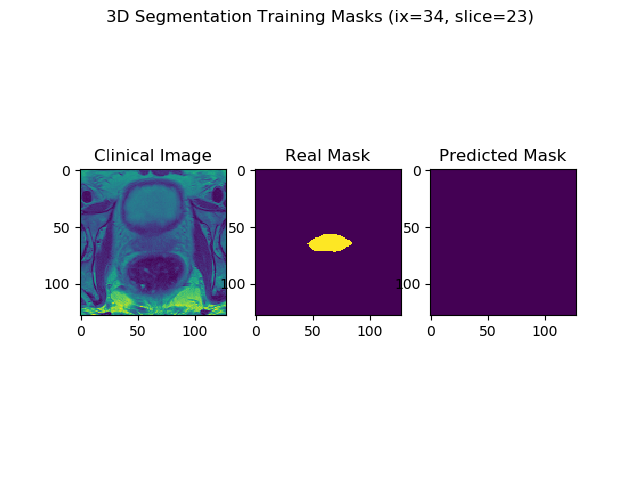 3D Segmentation Training Masks (ix=34, slice=23)
Clinical Image Real Mask Predicted Mask
0 0 0
50 50 50
100 100 100
0 50 100 0 50 100 0 50 100